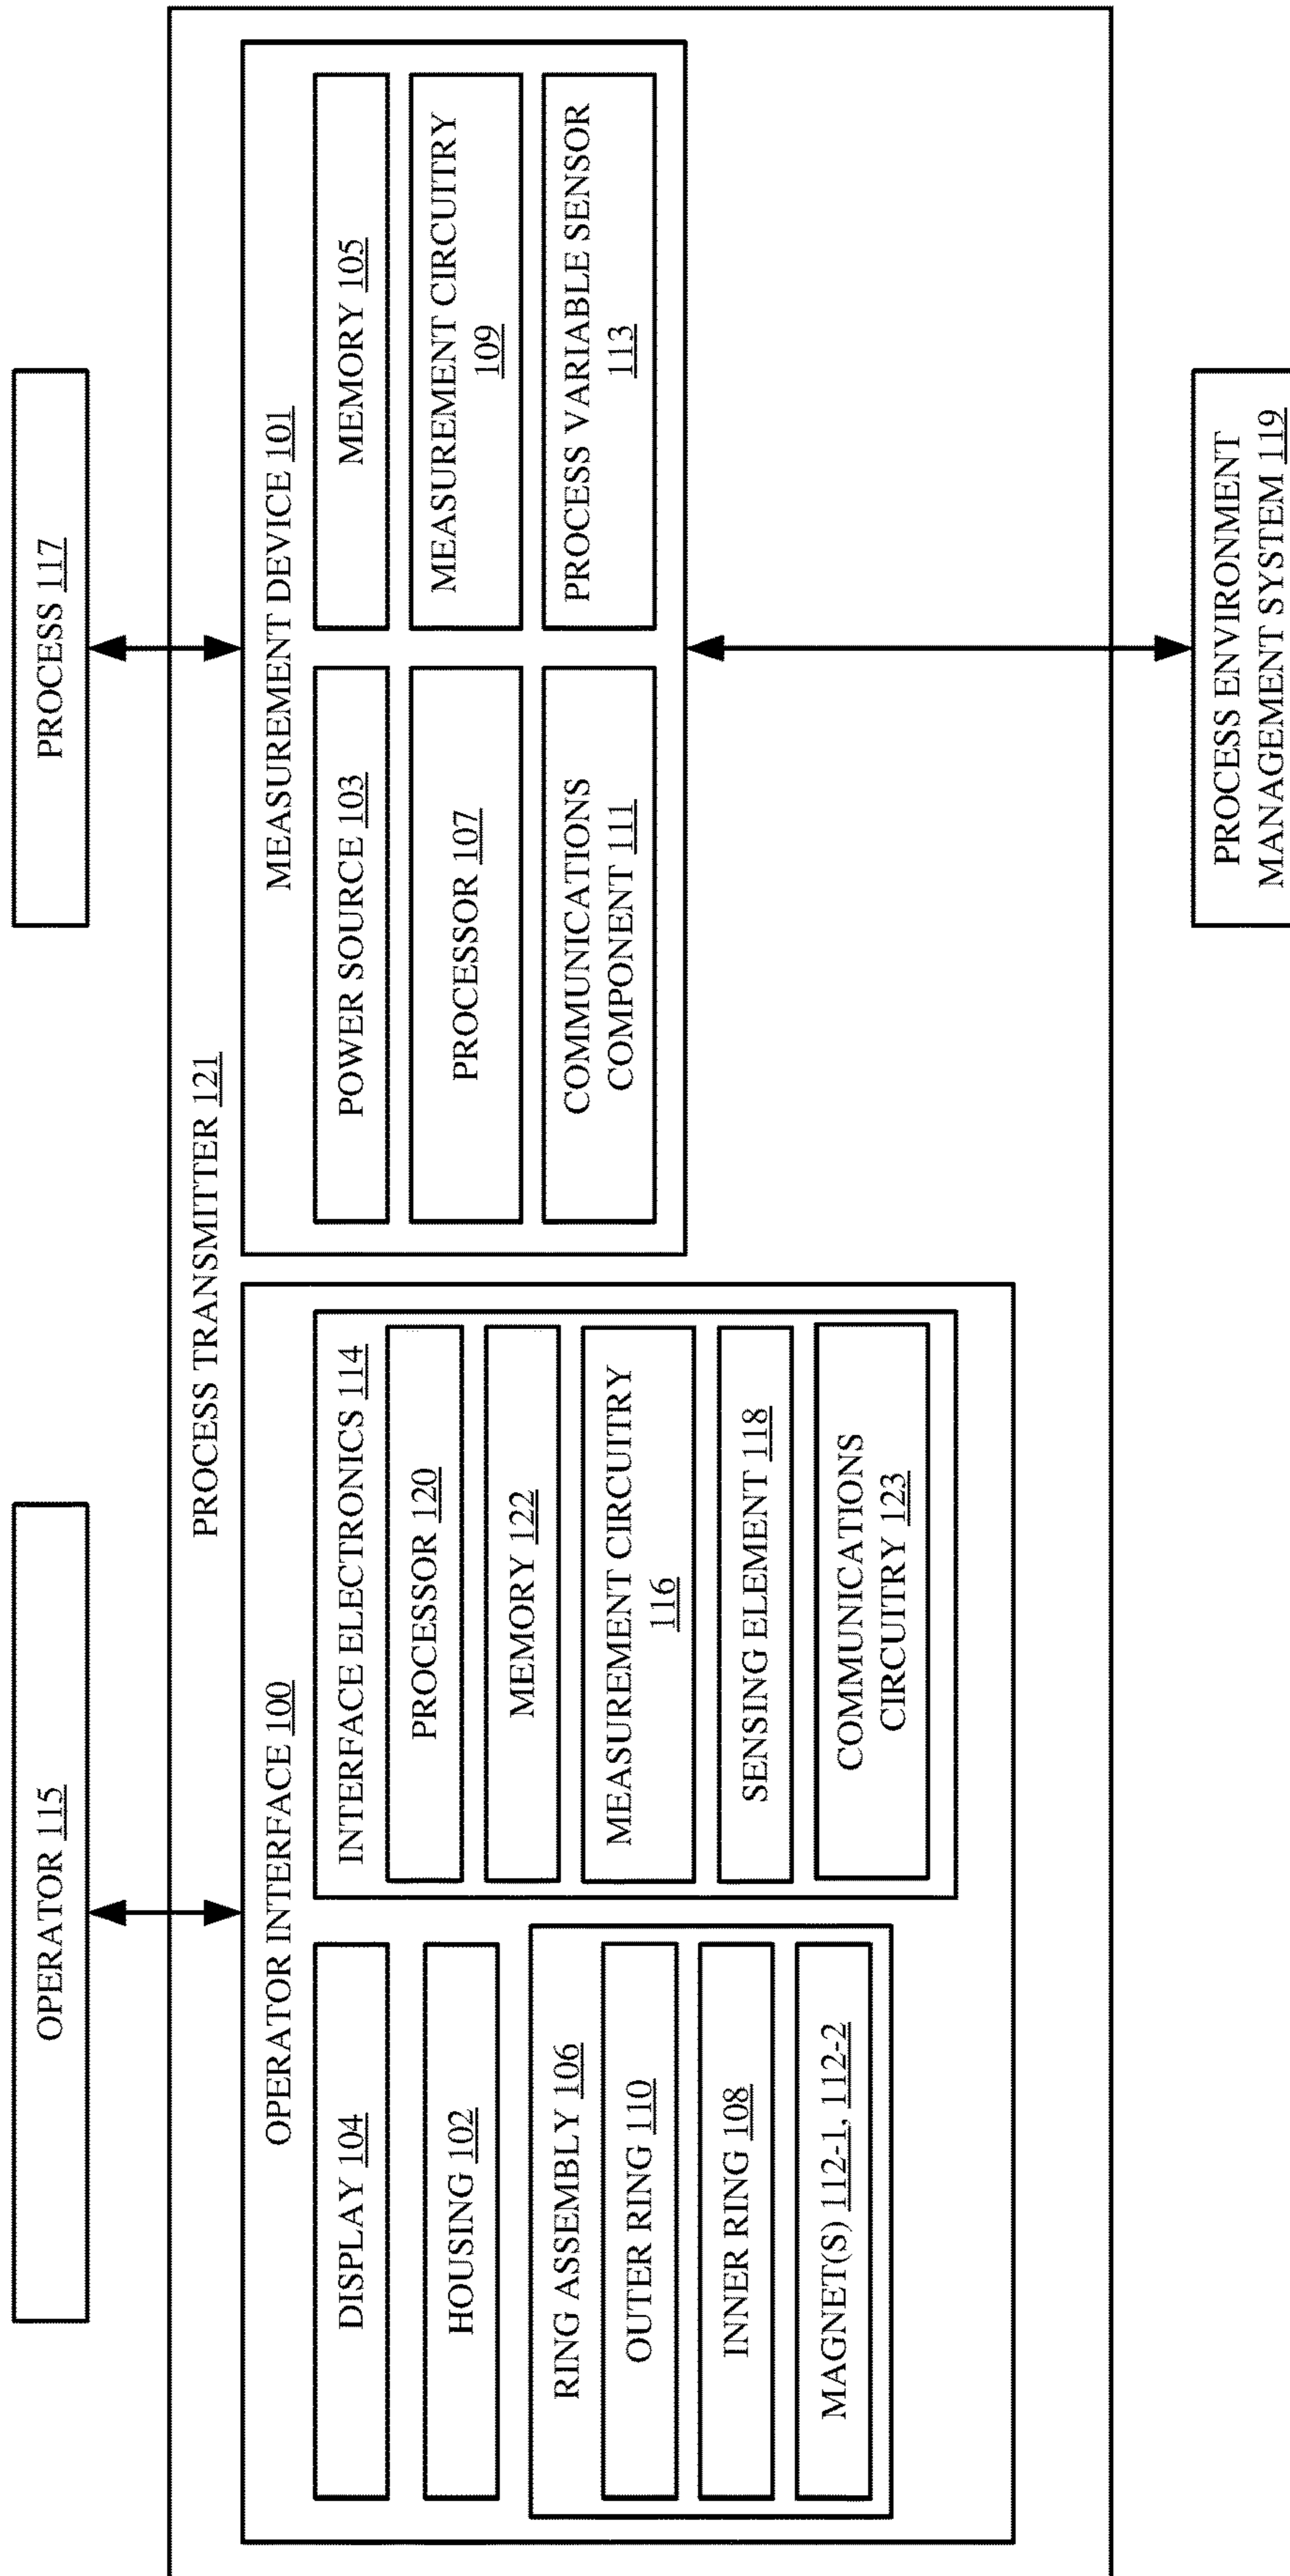 OPERATOR 115
PROCESS 117
PROCESS TRANSMITTER 121
OPERATOR INTERFACE 100
DISPLAY 104
HOUSING 102
RING ASSEMBLY 106
OUTER RING 110
INNER RING 108
MAGNET(S) 112-1, 112-2
INTERFACE ELECTRONICS 114
PROCESSOR 120
MEMORY 122
MEASUREMENT CIRCUITRY
116
SENSING ELEMENT 118
COMMUNICATIONS
CIRCUITRY 123
MEASUREMENT DEVICE 101
POWER SOURCE 103
MEMORY 105
PROCESSOR 107
MEASUREMENT CIRCUITRY
109
COMMUNICATIONS
COMPONENT 111
PROCESS VARIABLE SENSOR
113
PROCESS ENVIRONMENT
MANAGEMENT SYSTEM 119